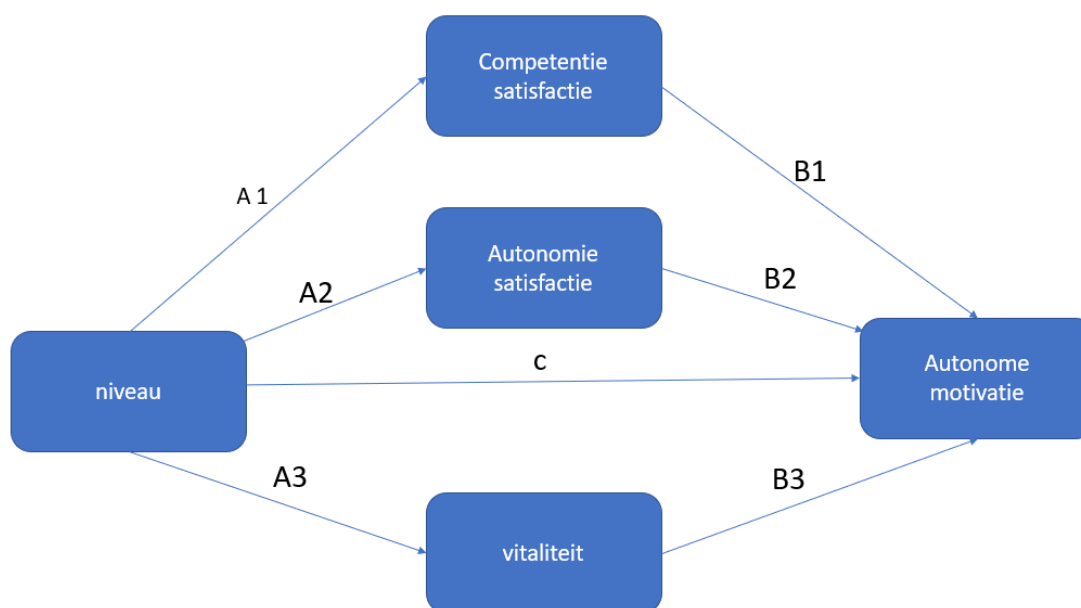 Competentie
satisfactie
A 1
B1
Autonomie
satisfactie
A2
B2
niveau
c
Autonome
motivatie
A3
B3
vitaliteit